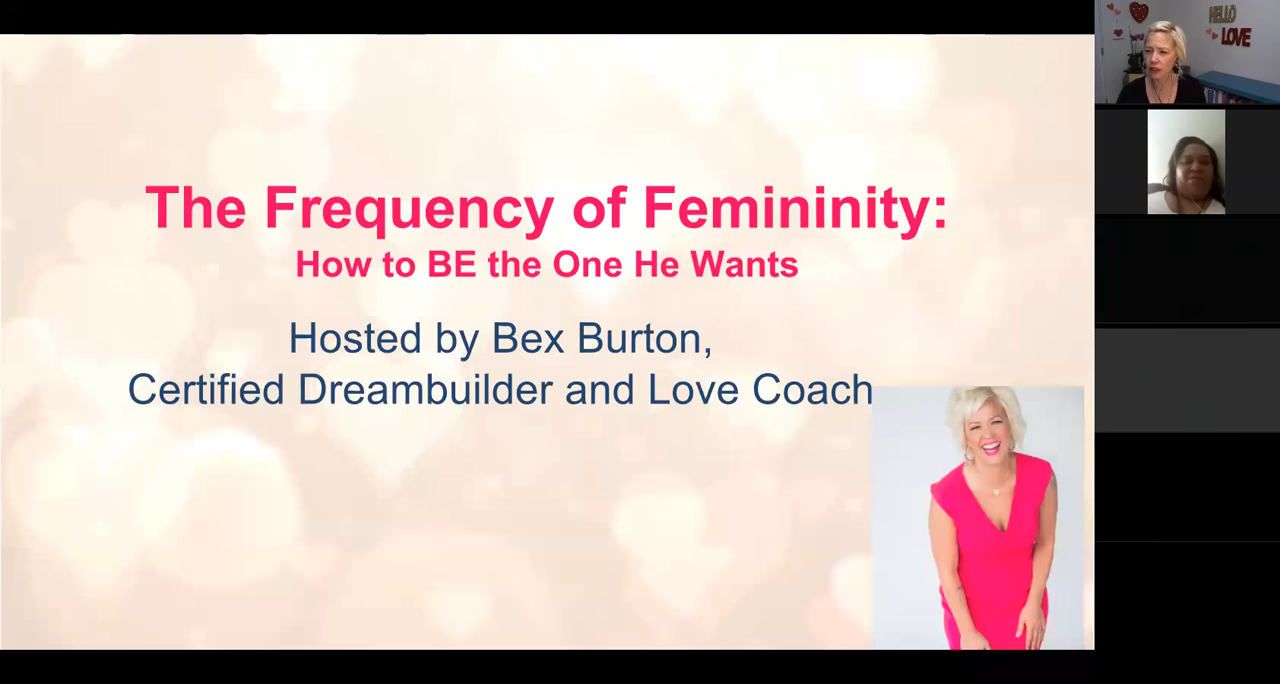 The Frequency of Femininity:
How to BE the One He Wants
Hosted by Bex Burton,
Certified Dreambuilder and Love Coach
HELLO
LOVE